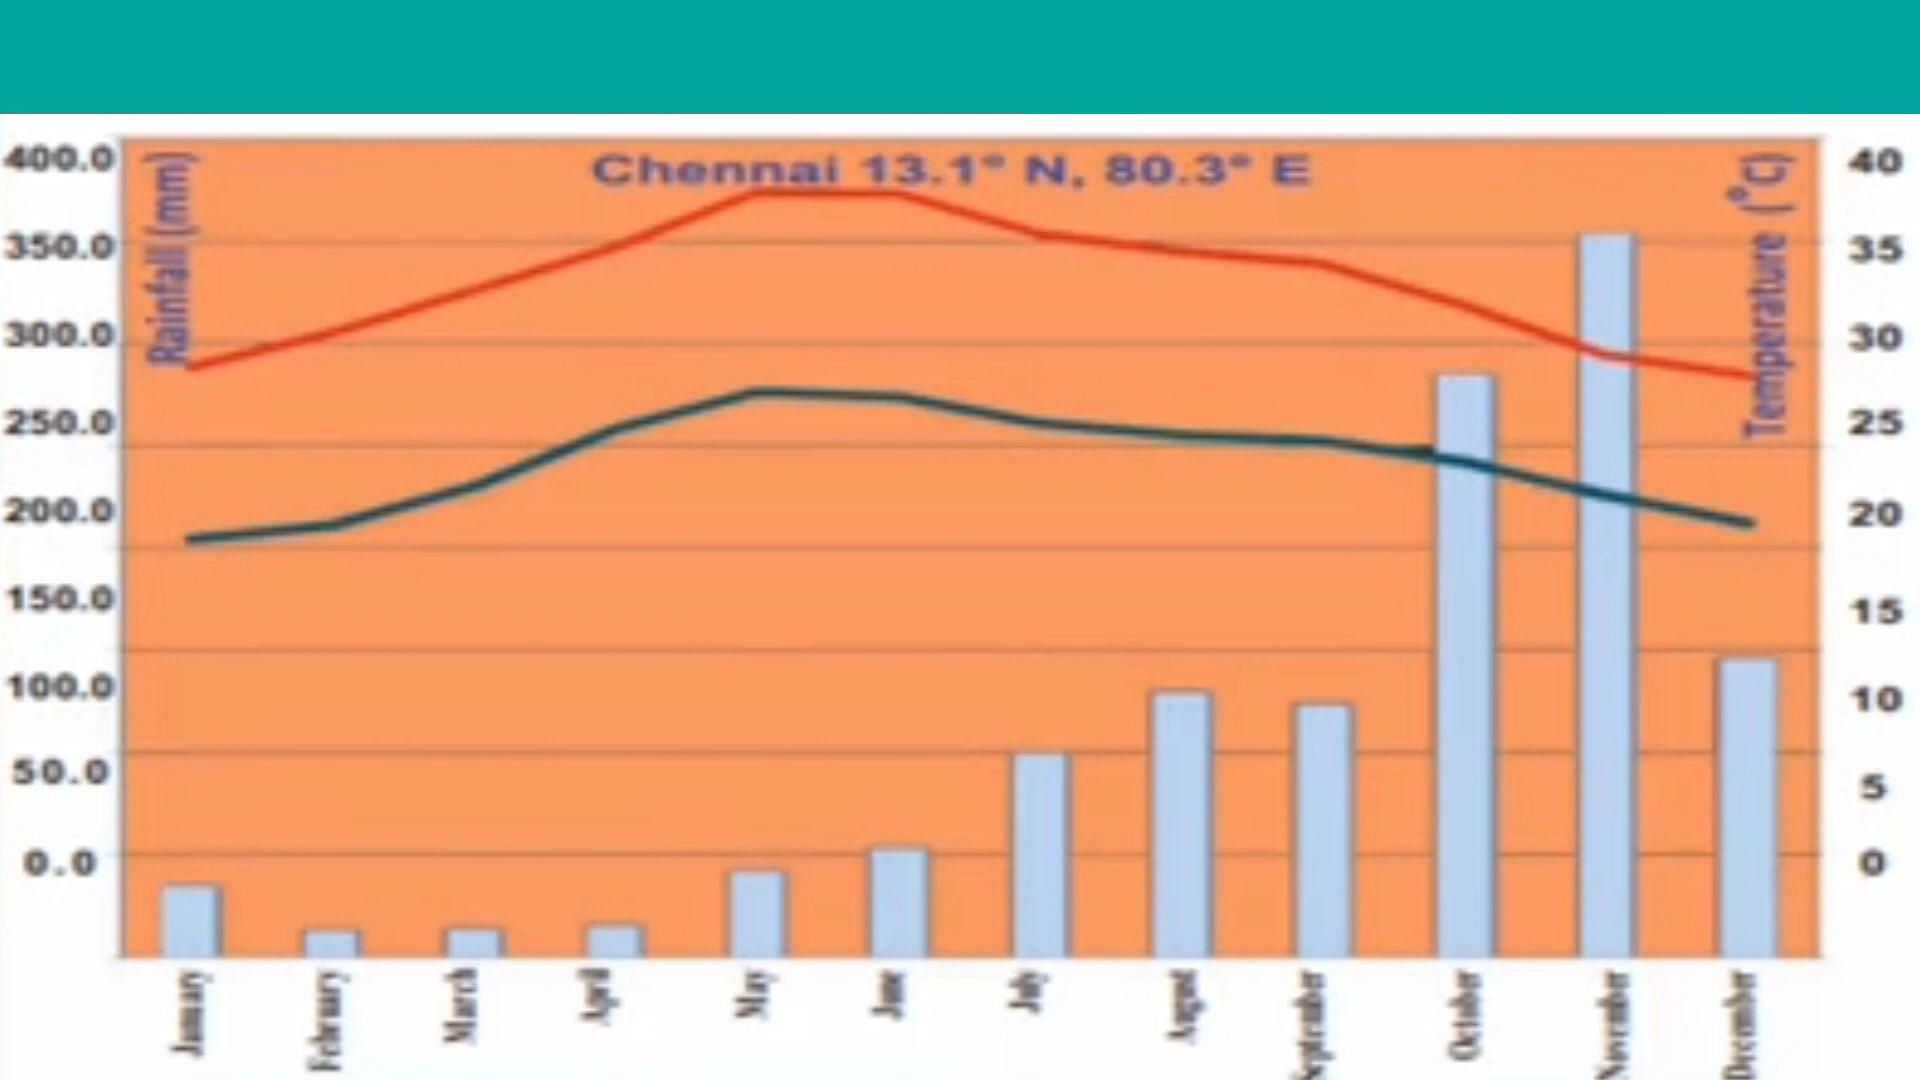 Chennai 13.1° N, 80.3° E
Rainfall (mm)
400.0
350.0
300.0
250.0
200.0
150.0
100.0
50.0
0.0
Temperature (°C)
40
35
30
25
20
15
10
5
0
January
February
March
April
May
June
July
August
September
October
November
December